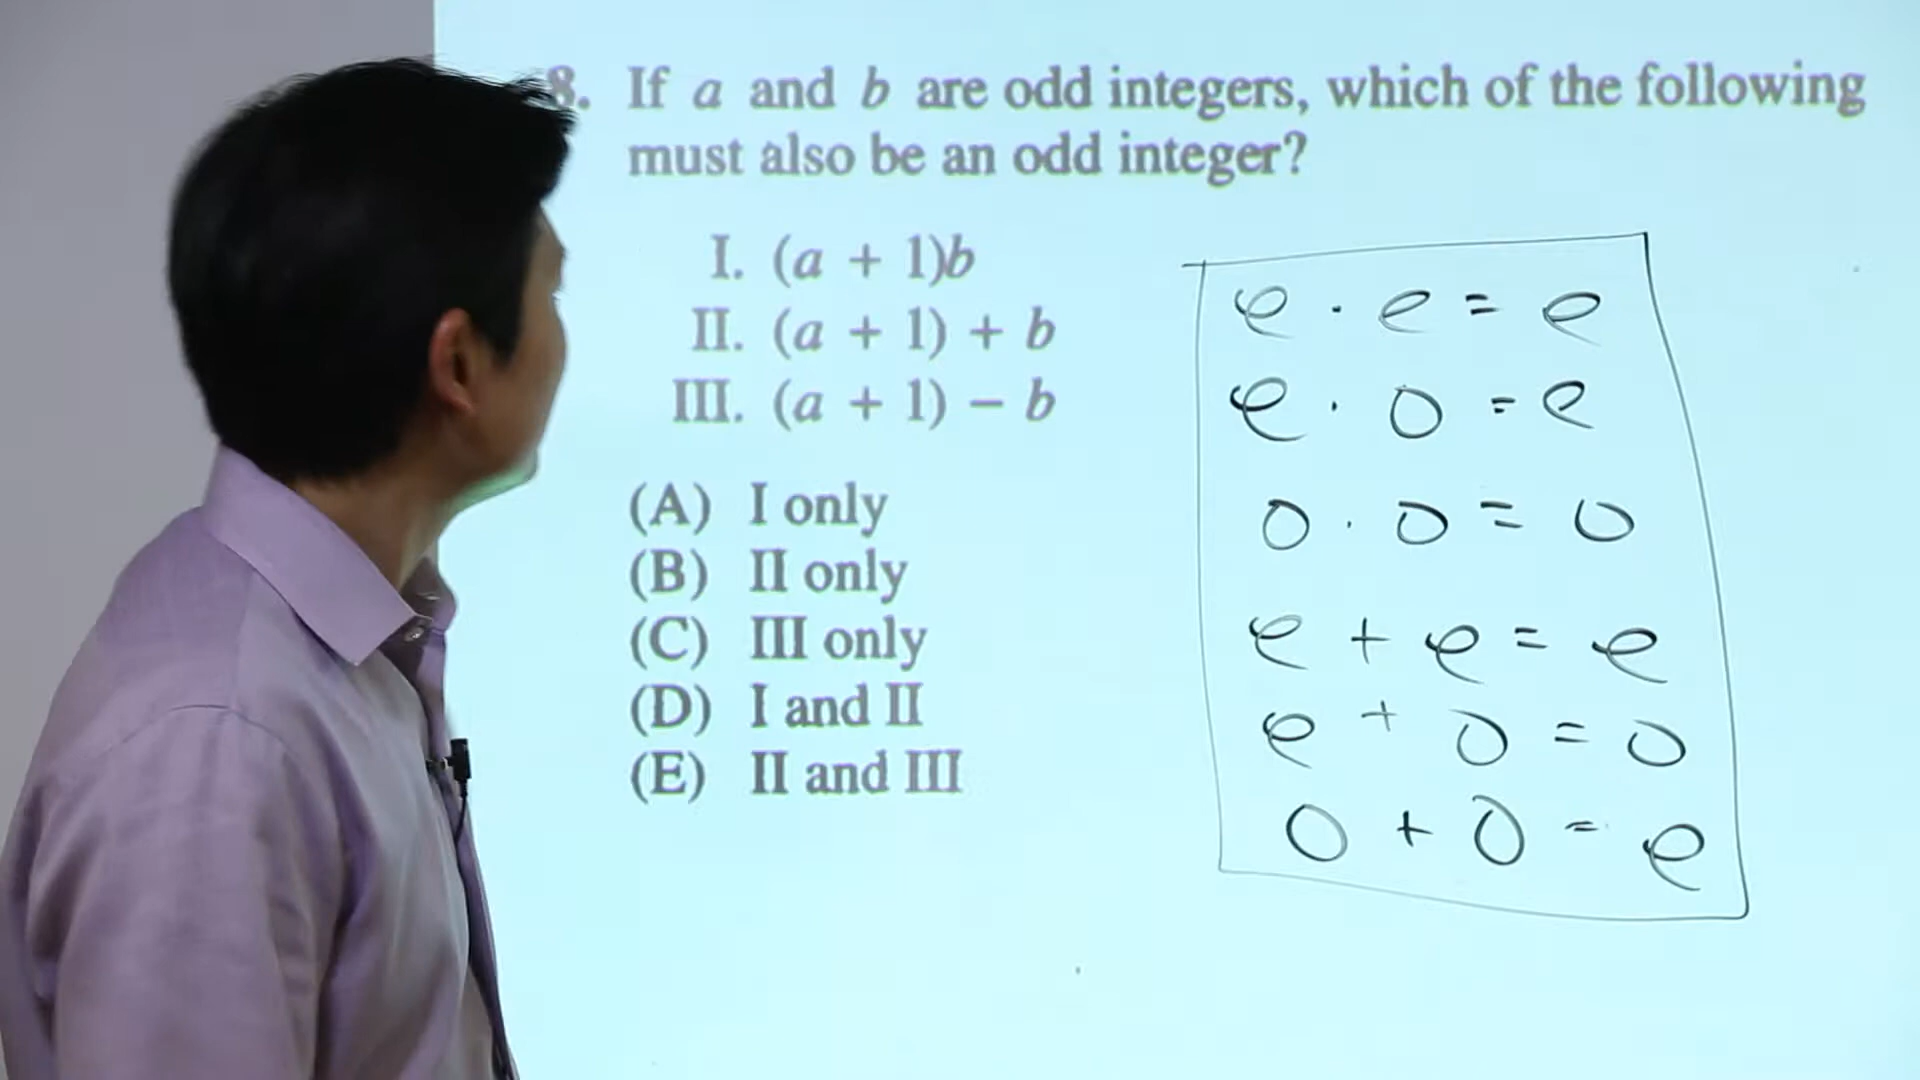 8. If a and b are odd integers, which of the following
must also be an odd integer?
I. (a + 1)b
II. (a + 1) + b
III. (a + 1) − b
(A) I only
(B) II only
(C) III only
(D) I and II
(E) II and III
e · e = e
e · o = e
o · o = o
e + e = e
e + o = o
o + o = e